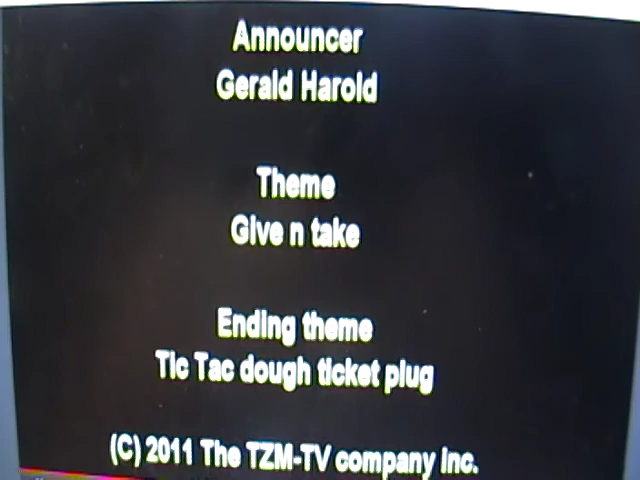 Announcer
Gerald Harold
Theme
Give n take
Ending theme
Tic Tac dough ticket plug
(C) 2011 The TZM-TV company inc.